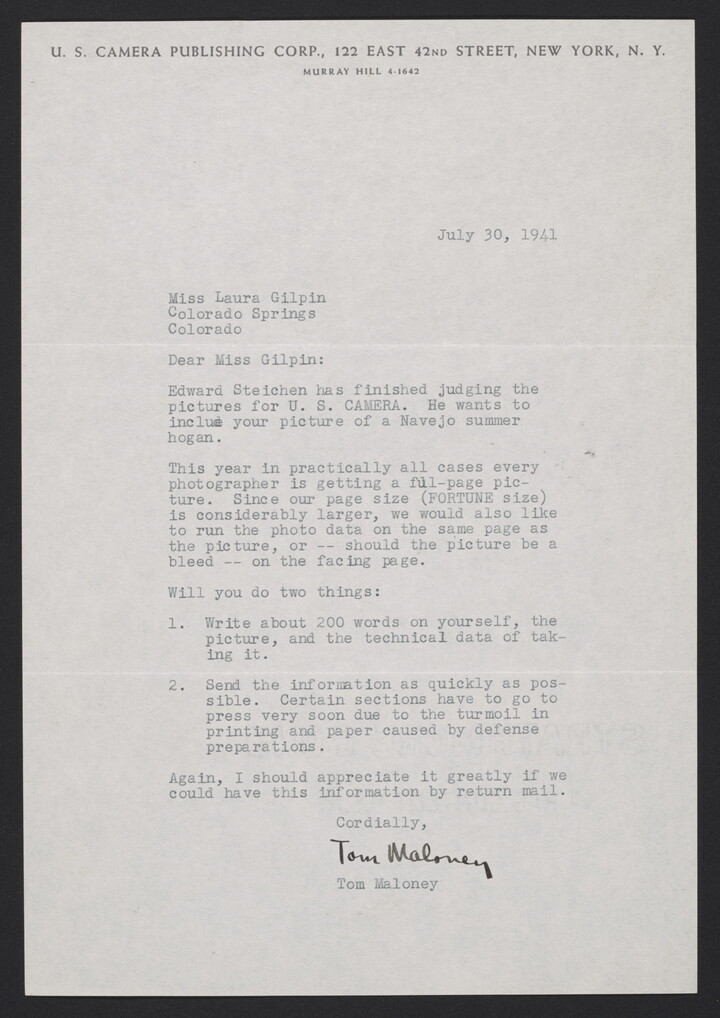 U. S. CAMERA PUBLISHING CORP., 122 EAST 42ND STREET, NEW YORK, N. Y.
MURRAY HILL 4-1642
July 30, 1941
Miss Laura Gilpin
Colorado Springs
Colorado
Dear Miss Gilpin:
Edward Steichen has finished judging the
pictures for U. S. CAMERA. He wants to
include your picture of a Navejo summer
hogan.
This year in practically all cases every
photographer is getting a full-page pic-
ture. Since our page size (FORTUNE size)
is considerably larger, we would also like
to run the photo data on the same page as
the picture, or -- should the picture be a
bleed -- on the facing page.
Will you do two things:
1. Write about 200 words on yourself, the
picture, and the technical data of tak-
ing it.
2. Send the information as quickly as pos-
sible. Certain sections have to go to
press very soon due to the turmoil in
printing and paper caused by defense
preparations.
Again, I should appreciate it greatly if we
could have this information by return mail.
Cordially,
Tom Maloney
Tom Maloney